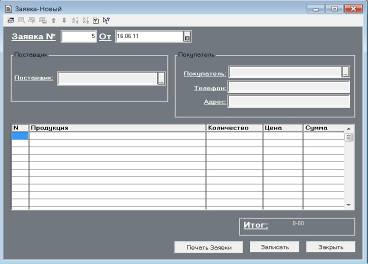 Заявка-Новый
Заявка № 5 От 16.06.11
Поставщик Покупатель
Поставщик: Покупатель:
Телефон:
Адрес:
N Продукция Количество Цена Сумма
Итог: 0-00
Печать Заявки Записать Закрыть